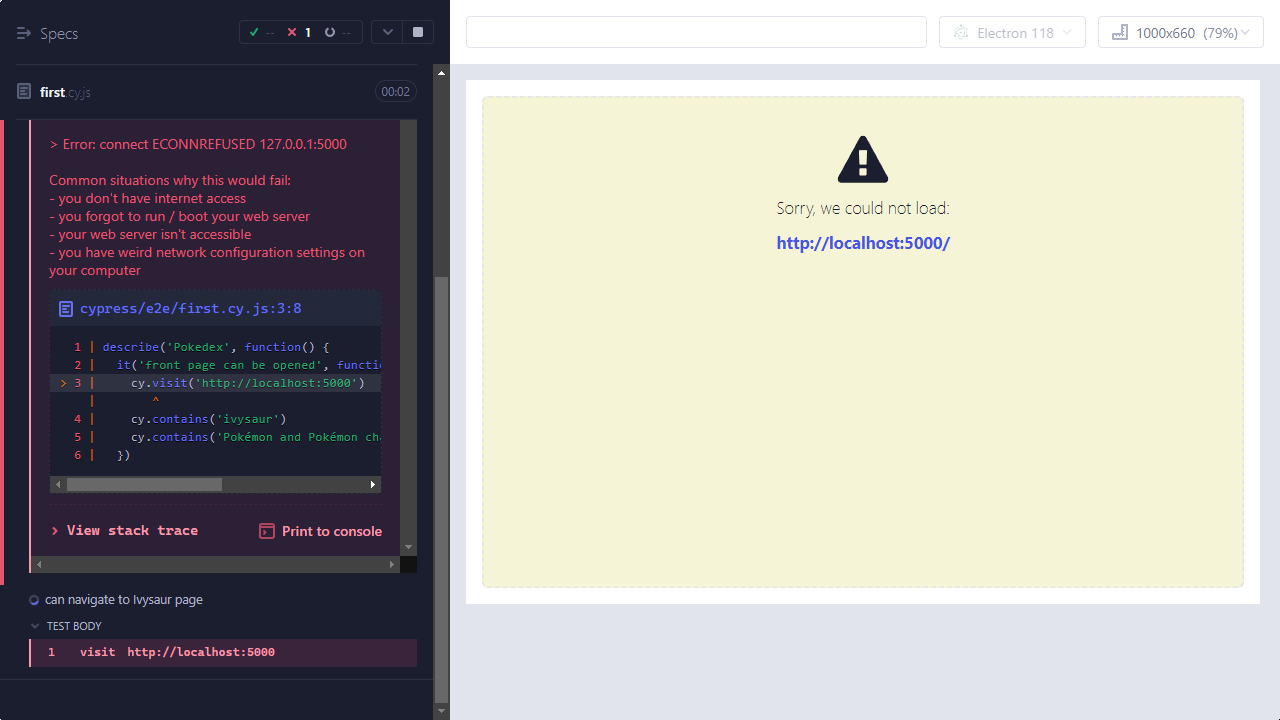 Specs
-- 1 --
Electron 118
1000x660 (79%)
first.cy.js
00:02
> Error: connect ECONNREFUSED 127.0.0.1:5000
Common situations why this would fail:
- you don't have internet access
- you forgot to run / boot your web server
- your web server isn't accessible
- you have weird network configuration settings on
your computer
cypress/e2e/first.cy.js:3:8
1 | describe('Pokedex', function() {
2 |   it('front page can be opened', functi
> 3 |     cy.visit('http://localhost:5000')
|        ^
4 |     cy.contains('ivysaur')
5 |     cy.contains('Pokémon and Pokémon cha
6 |   })
> View stack trace
Print to console
can navigate to Ivysaur page
TEST BODY
1 visit http://localhost:5000
Sorry, we could not load:
http://localhost:5000/